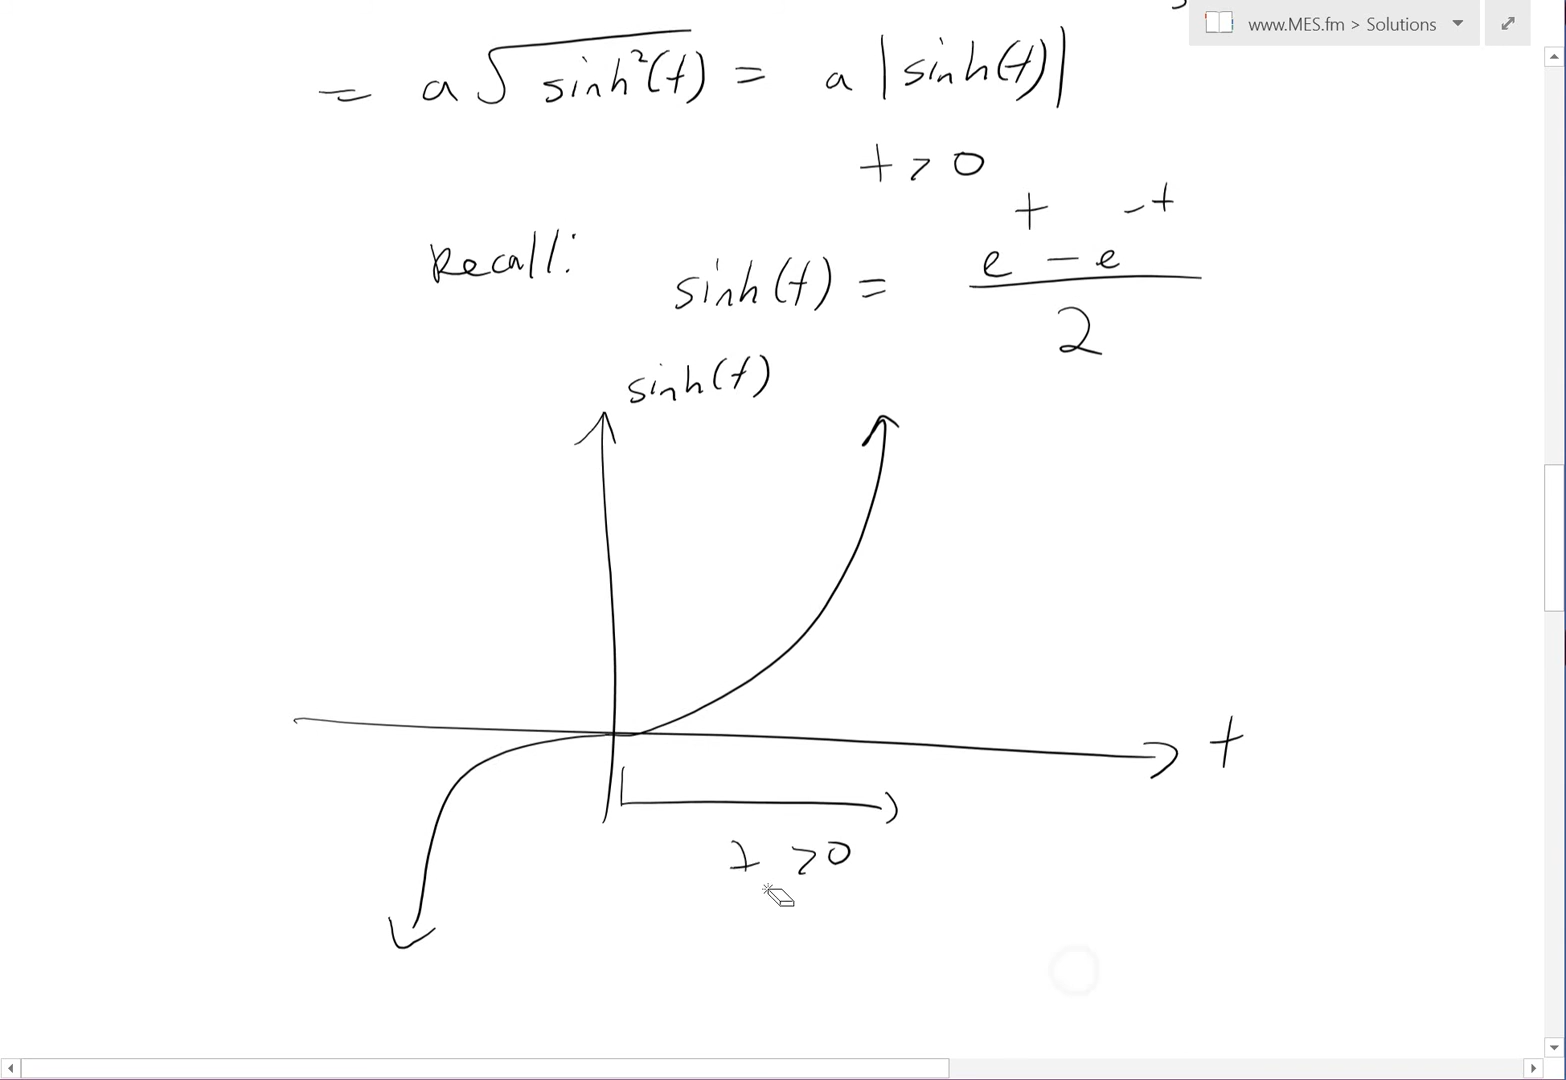 www.MES.fm > Solutions
= a√sinh²(t) = a |sinh(t)|
t > 0
Recall: sinh(t) = (e^t - e^-t)/2
sinh(t)
t
t > 0